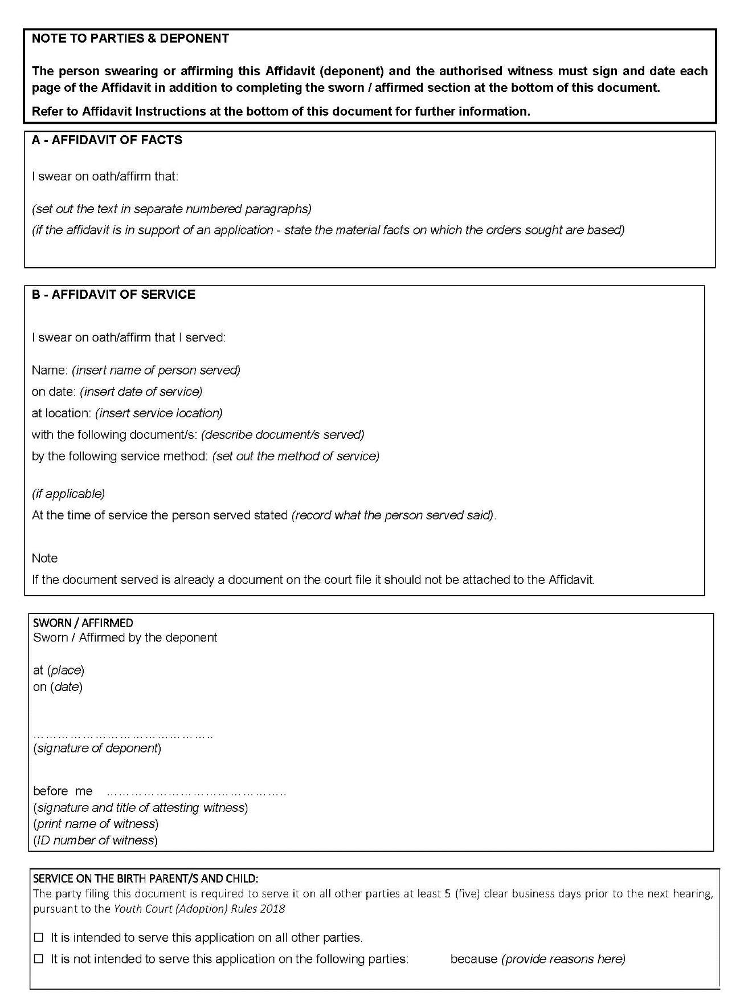 NOTE TO PARTIES & DEPONENT
The person swearing or affirming this Affidavit (deponent) and the authorised witness must sign and date each
page of the Affidavit in addition to completing the sworn / affirmed section at the bottom of this document.
Refer to Affidavit Instructions at the bottom of this document for further information.
A - AFFIDAVIT OF FACTS
I swear on oath/affirm that:
(set out the text in separate numbered paragraphs)
(if the affidavit is in support of an application - state the material facts on which the orders sought are based)
B - AFFIDAVIT OF SERVICE
I swear on oath/affirm that I served:
Name: (insert name of person served)
on date: (insert date of service)
at location: (insert service location)
with the following document/s: (describe document/s served)
by the following service method: (set out the method of service)
(if applicable)
At the time of service the person served stated (record what the person served said).
Note
If the document served is already a document on the court file it should not be attached to the Affidavit.
SWORN / AFFIRMED
Sworn / Affirmed by the deponent
at (place)
on (date)
……………………………………..
(signature of deponent)
before me ……………………………………..
(signature and title of attesting witness)
(print name of witness)
(ID number of witness)
SERVICE ON THE BIRTH PARENT/S AND CHILD:
The party filing this document is required to serve it on all other parties at least 5 (five) clear business days prior to the next hearing,
pursuant to the Youth Court (Adoption) Rules 2018
☐ It is intended to serve this application on all other parties.
☐ It is not intended to serve this application on the following parties: because (provide reasons here)